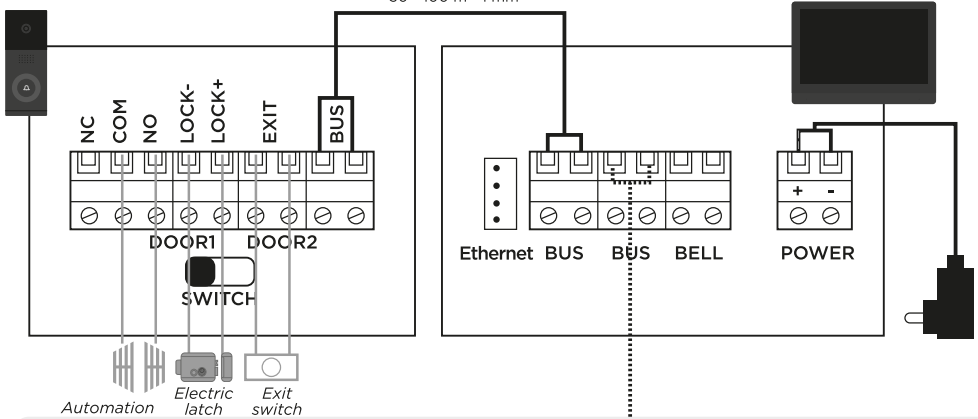 NC
COM
NO
LOCK-
LOCK+
EXIT
BUS
DOOR1 DOOR2
SWITCH
Automation
Electric
latch
Exit
switch
Ethernet BUS BUS BELL
+ -
POWER